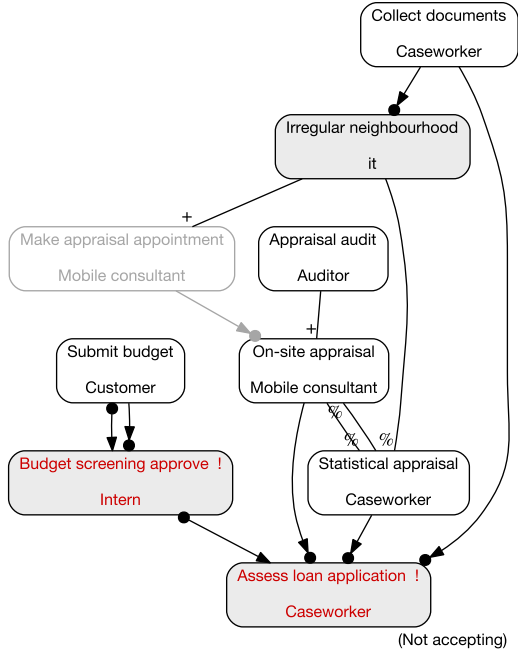 Collect documents
Caseworker
Irregular neighbourhood
it
+
Make appraisal appointment
Mobile consultant
Appraisal audit
Auditor
+
Submit budget
Customer
On-site appraisal
Mobile consultant
%
% %
Budget screening approve !
Intern
Statistical appraisal
Caseworker
Assess loan application !
Caseworker
(Not accepting)